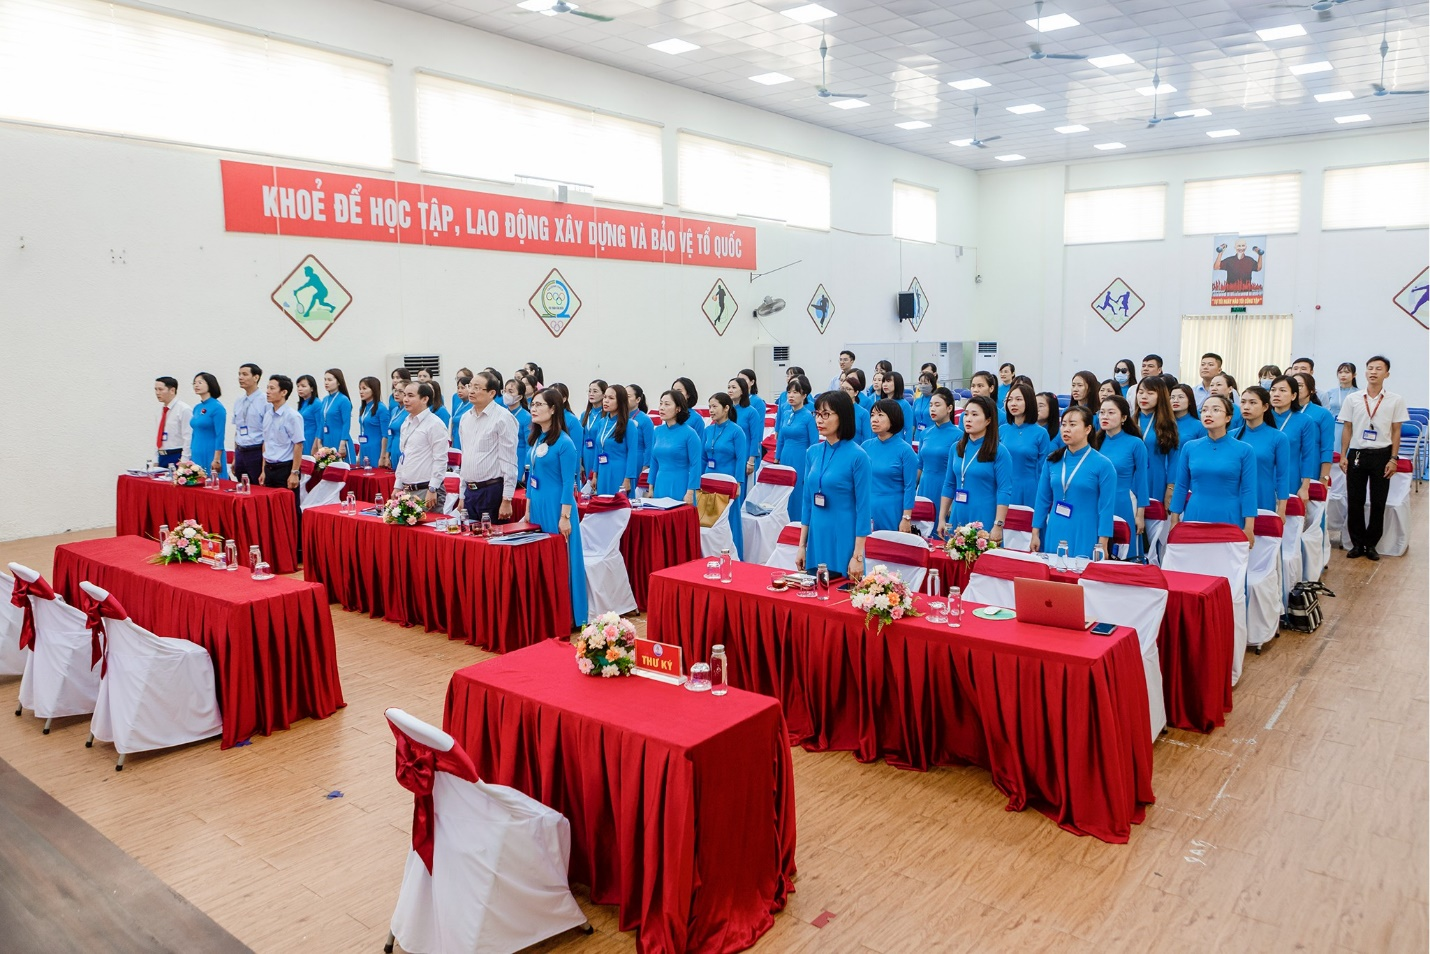 KHOẺ ĐỂ HỌC TẬP, LAO ĐỘNG XÂY DỰNG VÀ BẢO VỆ TỔ QUỐC
THƯ KÝ